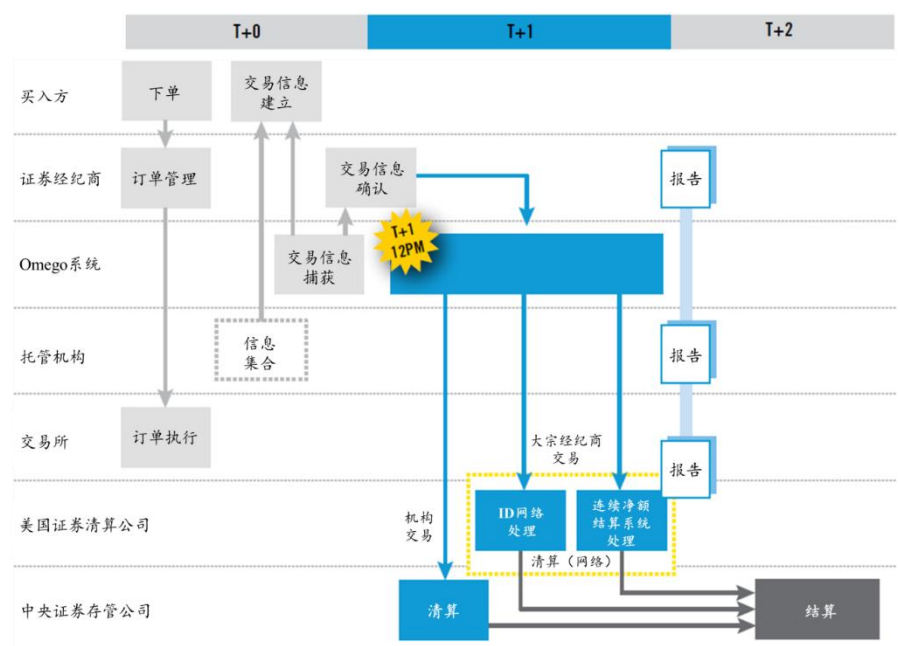 T+0
T+1
T+2
买入方
下单
交易信息
建立
证券经纪商
订单管理
交易信息
确认
报告
T+1
12PM
Omego系统
交易信息
捕获
托管机构
信息
集合
报告
交易所
订单执行
大宗经纪商
交易
报告
美国证券清算公司
机构
交易
ID网络
处理
连续净额
结算系统
处理
清算（网络）
中央证券存管公司
清算
结算